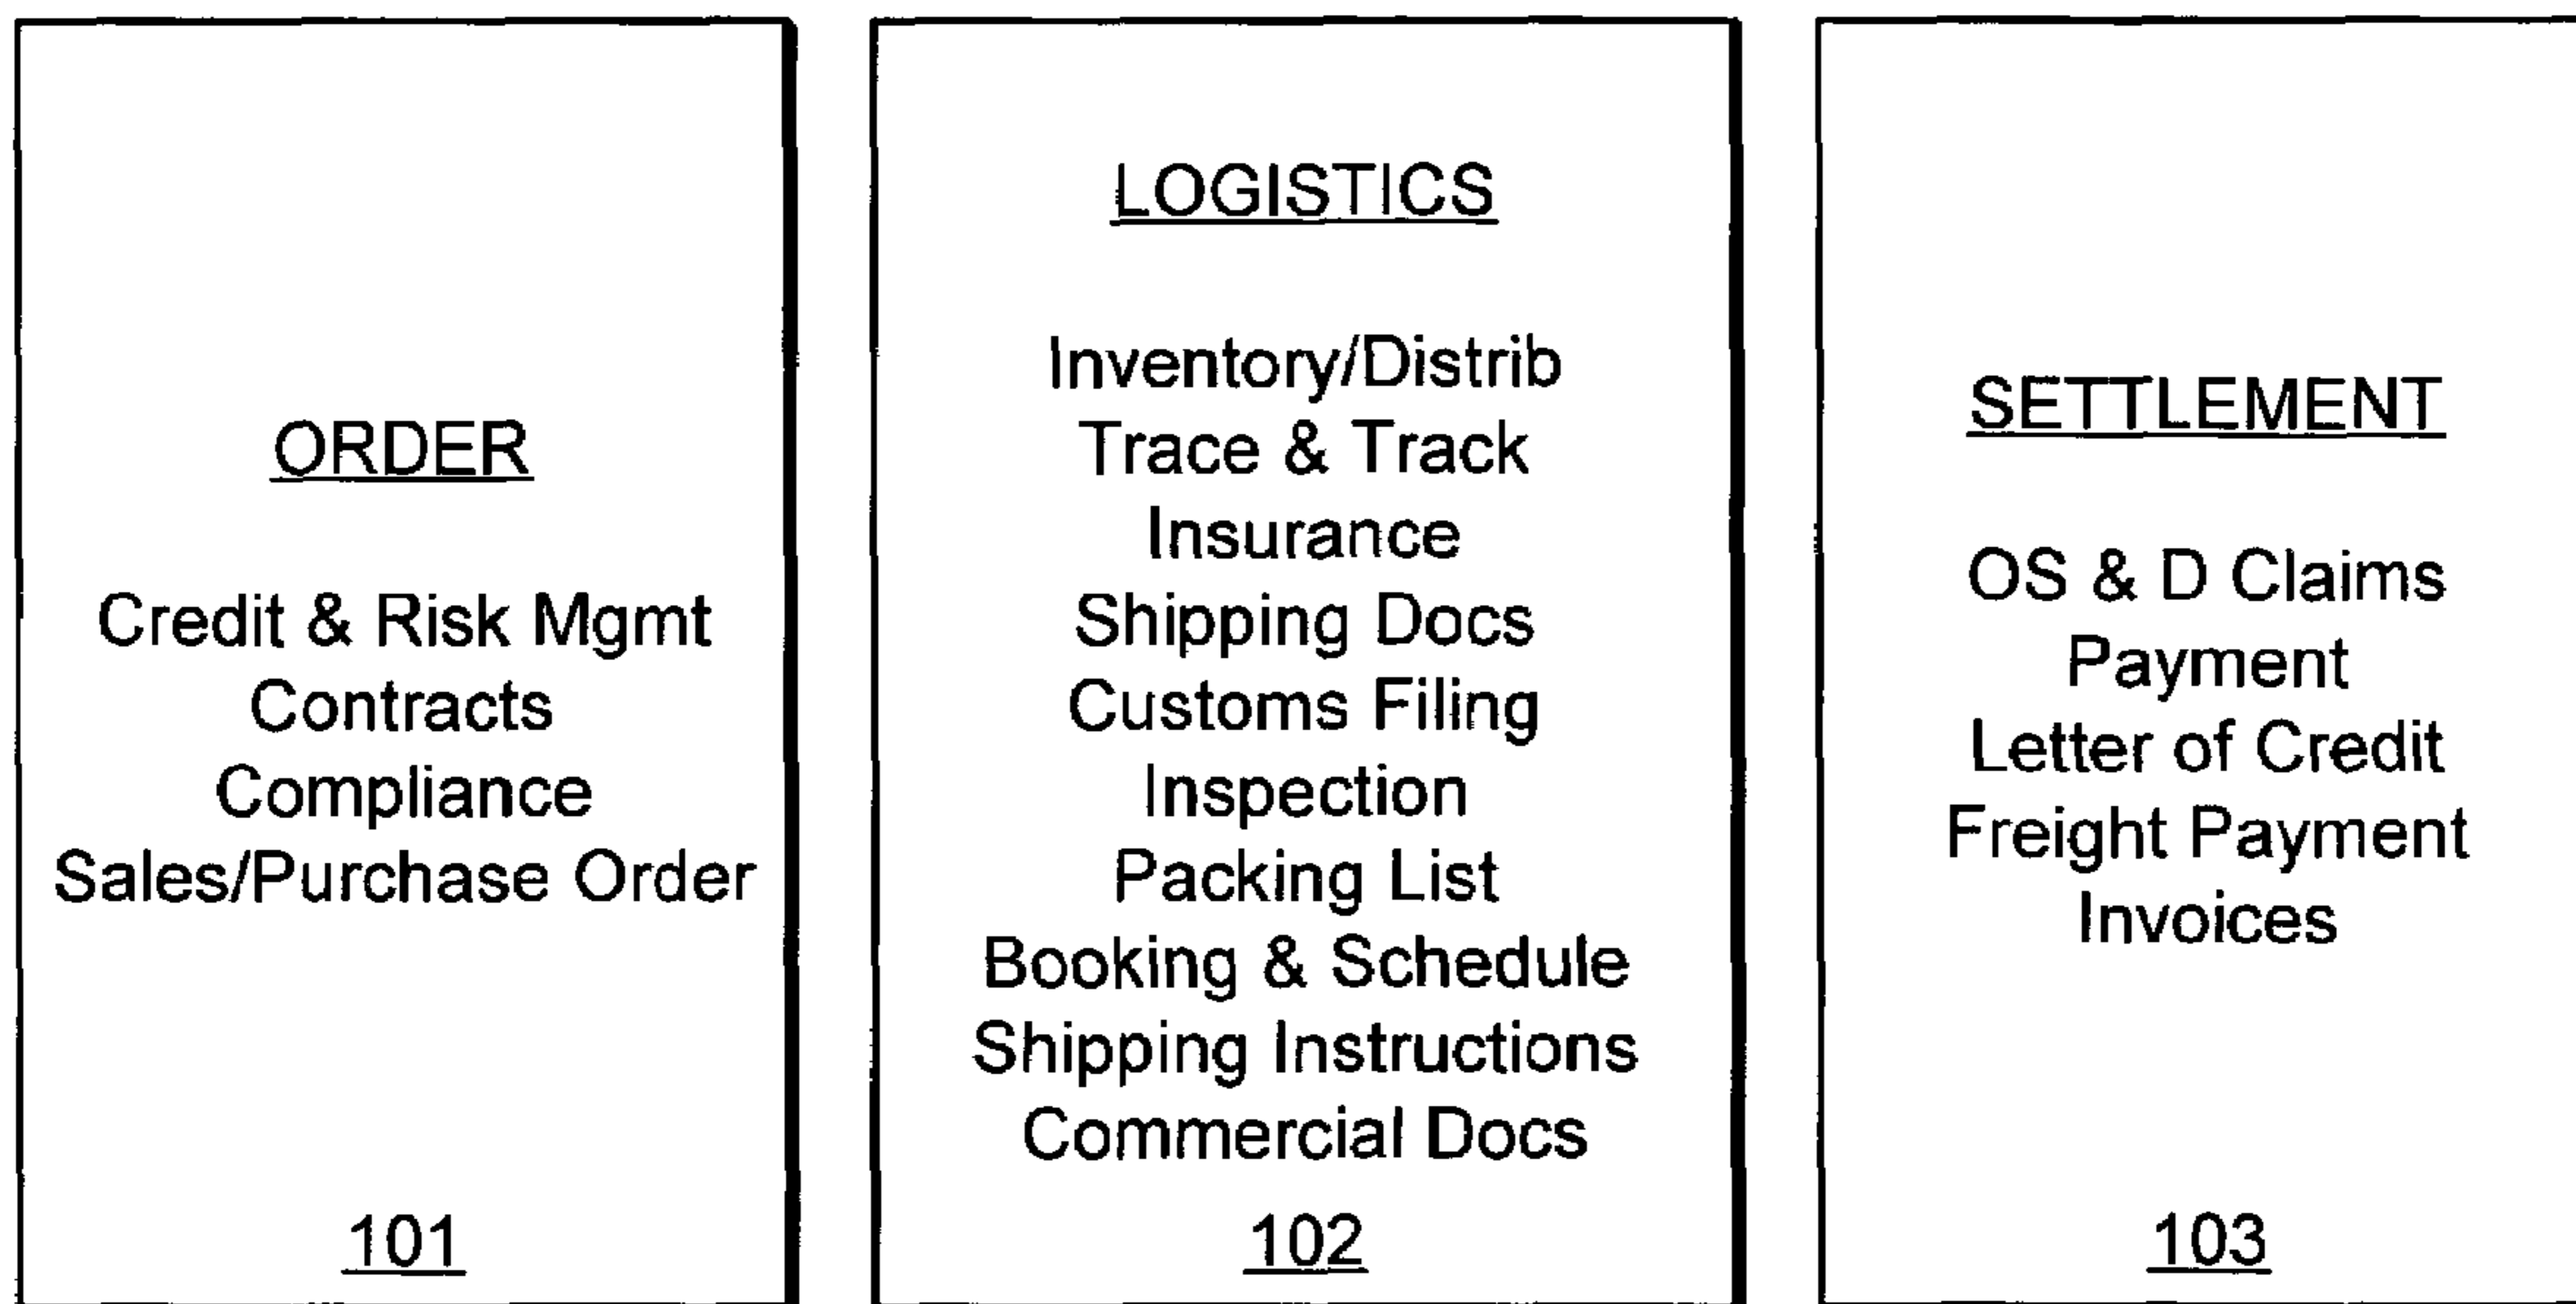 ORDER
Credit & Risk Mgmt
Contracts
Compliance
Sales/Purchase Order
101
LOGISTICS
Inventory/Distrib
Trace & Track
Insurance
Shipping Docs
Customs Filing
Inspection
Packing List
Booking & Schedule
Shipping Instructions
Commercial Docs
102
SETTLEMENT
OS & D Claims
Payment
Letter of Credit
Freight Payment
Invoices
103